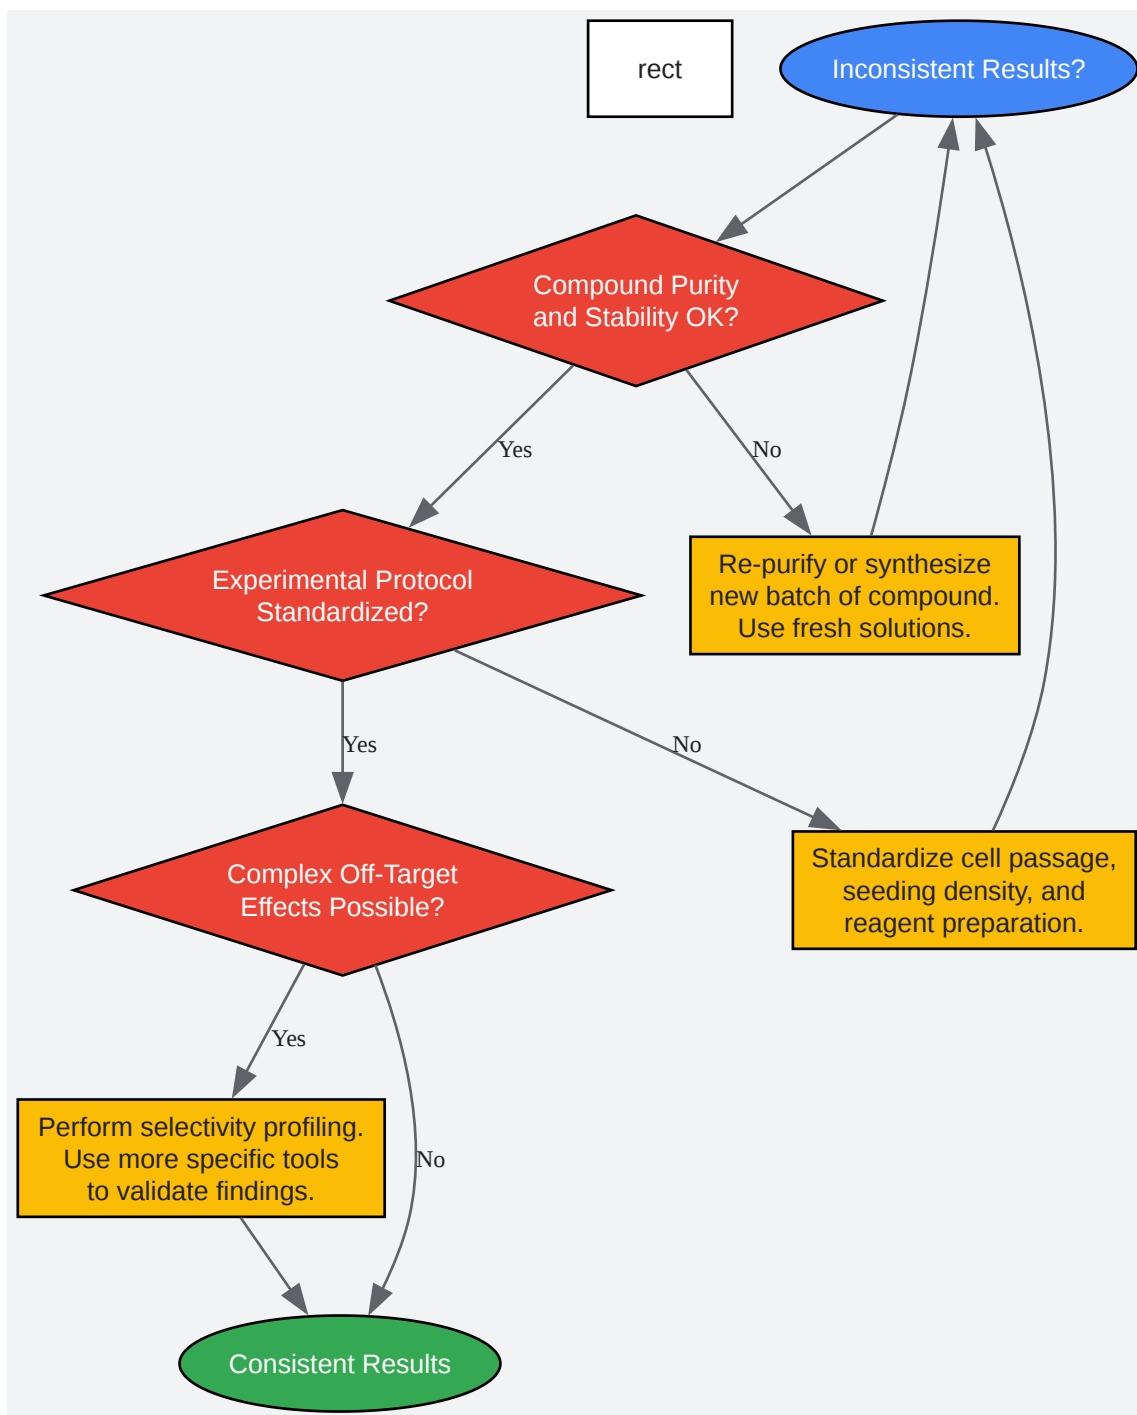 rect
Inconsistent Results?
Compound Purity
and Stability OK?
Yes
No
Experimental Protocol
Standardized?
Re-purify or synthesize
new batch of compound.
Use fresh solutions.
Yes
No
Complex Off-Target
Effects Possible?
Standardize cell passage,
seeding density, and
reagent preparation.
Yes
No
Perform selectivity profiling.
Use more specific tools
to validate findings.
Consistent Results